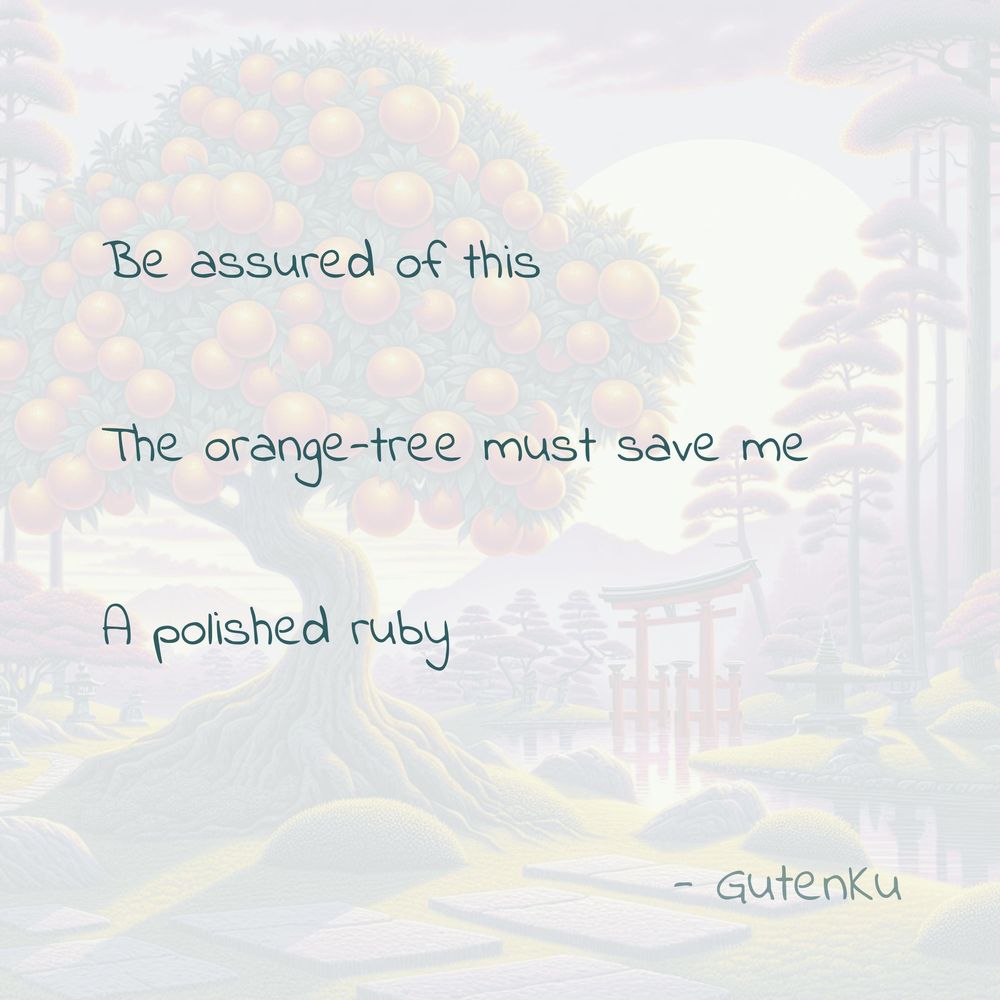 Be assured of this
The orange-tree must save me
A polished ruby
- GutenKu